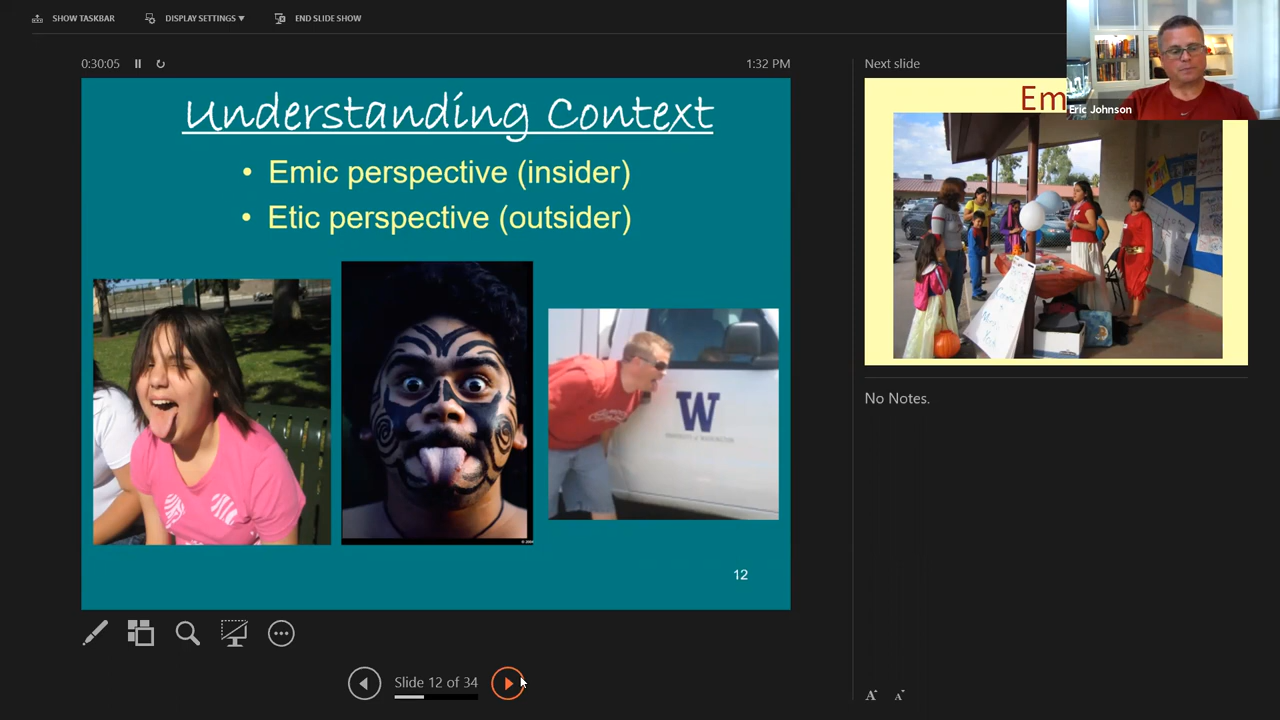 SHOW TASKBAR
DISPLAY SETTINGS ▾
END SLIDE SHOW
0:30:05
1:32 PM
Next slide
Understanding Context
• Emic perspective (insider)
• Etic perspective (outsider)
W
12
Em
Eric Johnson
No Notes.
Slide 12 of 34
A A